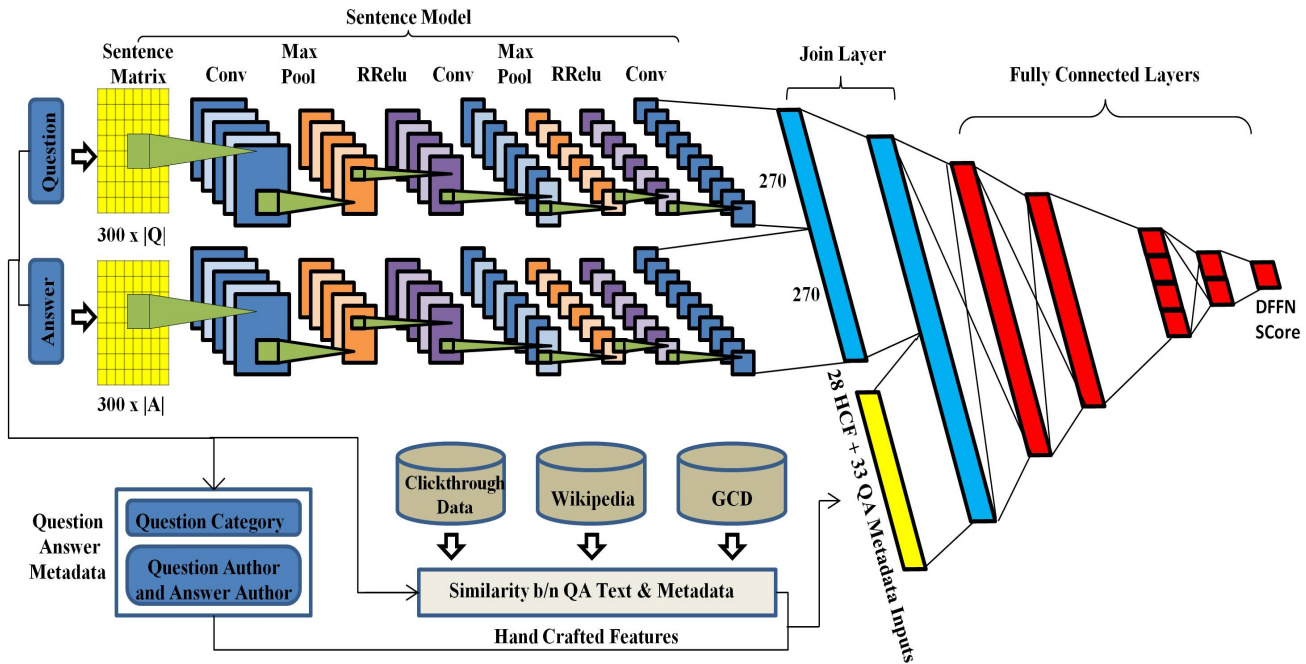 Sentence Model
Sentence
Matrix
Conv
Max
Pool
RRelu
Conv
Max
Pool
RRelu
Conv
Join Layer
Fully Connected Layers
Question
300 x |Q|
Answer
300 x |A|
270
270
DFFN
SCore
28 HCF + 33 QA Metadata Inputs
Clickthrough
Data
Wikipedia
GCD
Question
Answer
Metadata
Question Category
Question Author
and Answer Author
Similarity b/n QA Text & Metadata
Hand Crafted Features